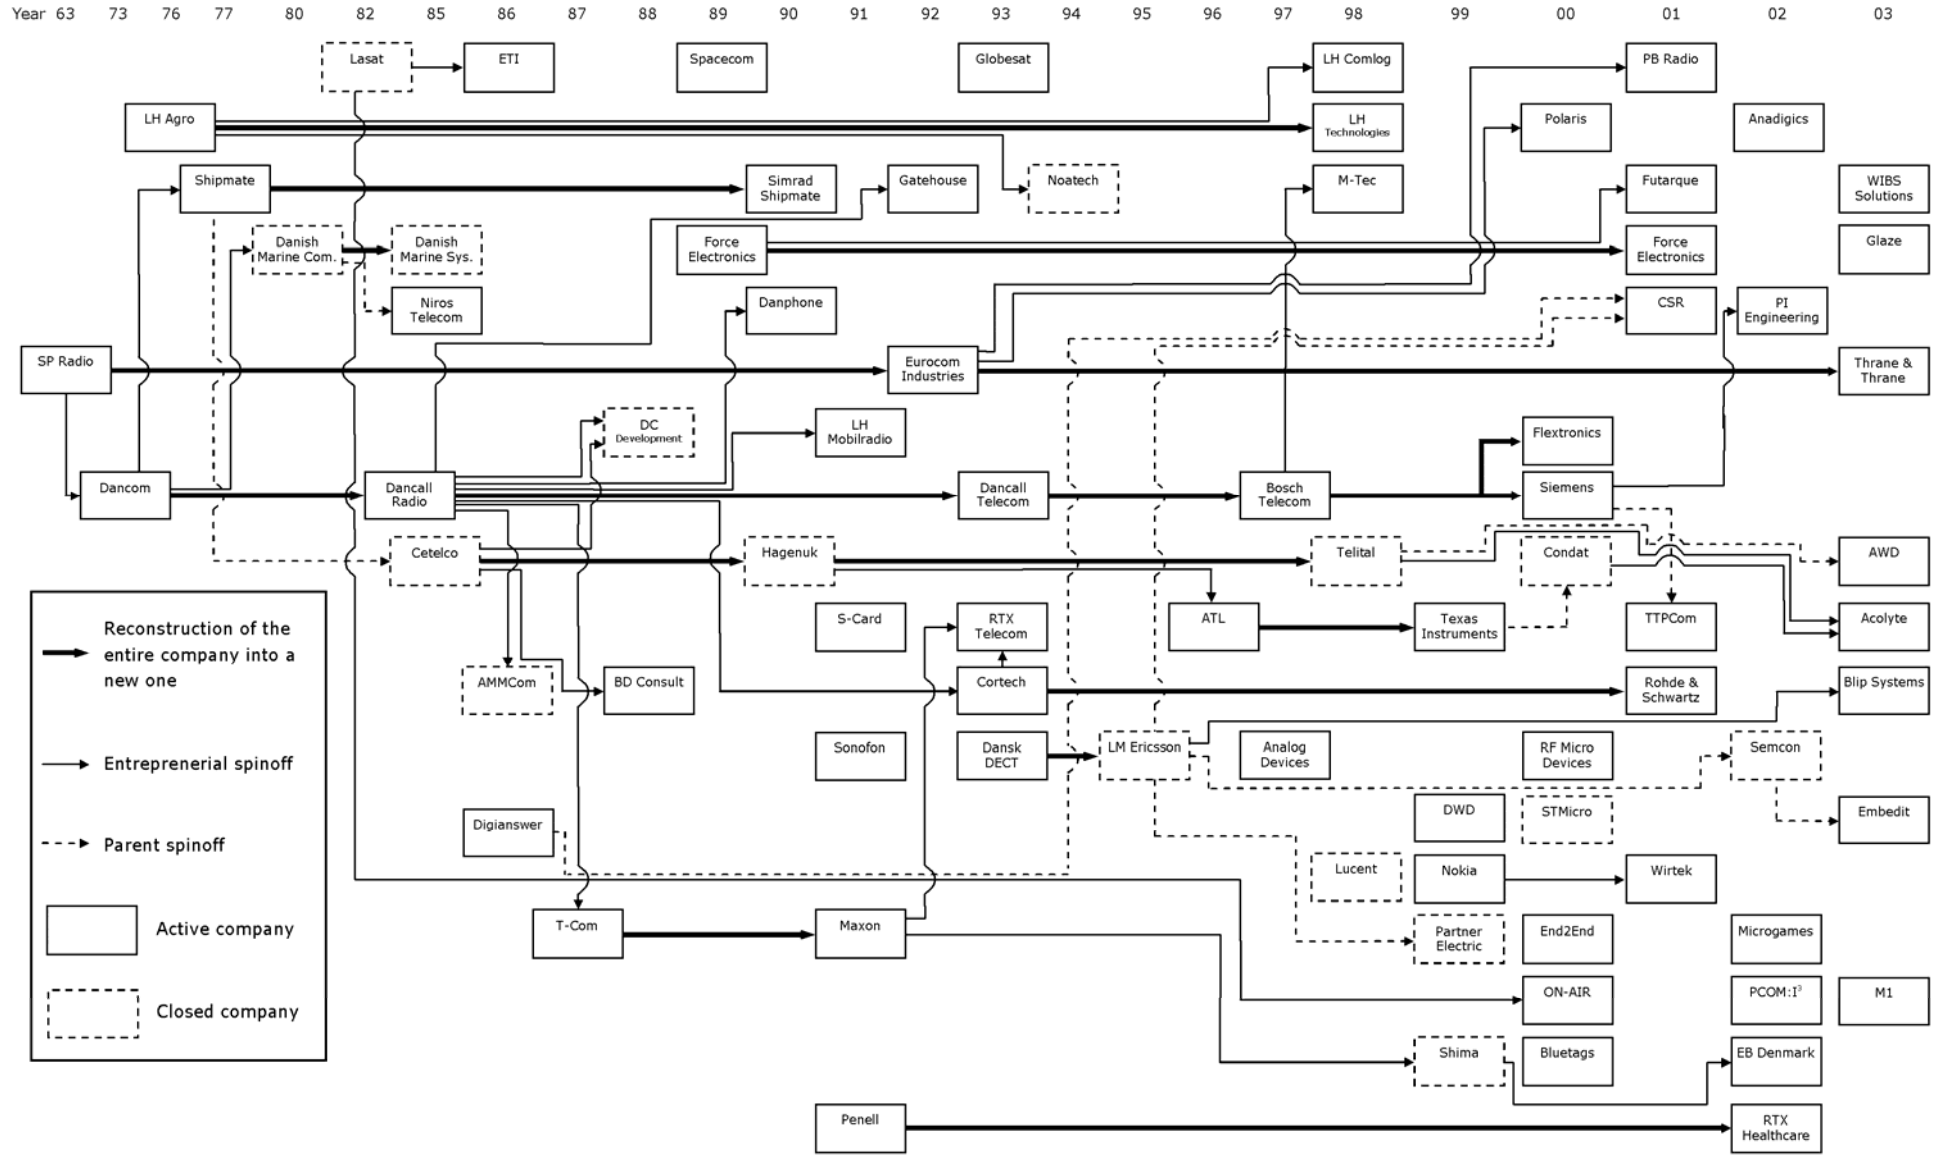 Year 63 73 76 77 80 82 85 86 87 88 89 90 91 92 93 94 95 96 97 98 99 00 01 02 03
Lasat
ETI
Spacecom
Globesat
LH Comlog
PB Radio
LH Agro
LH
Technologies
Polaris
Anadigics
Shipmate
Simrad
Shipmate
Gatehouse
Noatech
M-Tec
Futarque
WIBS
Solutions
Danish
Marine Com.
Danish
Marine Sys.
Force
Electronics
Force
Electronics
Glaze
Niros
Telecom
Danphone
CSR
PI
Engineering
SP Radio
Eurocom
Industries
Thrane &
Thrane
DC
Development
LH
Mobilradio
Flextronics
Dancom
Dancall
Radio
Dancall
Telecom
Bosch
Telecom
Siemens
Cetelco
Hagenuk
Telital
Condat
AWD
S-Card
RTX
Telecom
ATL
Texas
Instruments
TTPCom
Acolyte
AMMCom
BD Consult
Cortech
Rohde &
Schwartz
Blip Systems
Sonofon
Dansk
DECT
LM Ericsson
Analog
Devices
RF Micro
Devices
Semcon
Digianswer
DWD
STMicro
Embedit
Lucent
Nokia
Wirtek
T-Com
Maxon
Partner
Electric
End2End
Microgames
ON-AIR
PCOM:I³
M1
Shima
Bluetags
EB Denmark
Penell
RTX
Healthcare
Reconstruction of the
entire company into a
new one
Entreprenerial spinoff
Parent spinoff
Active company
Closed company